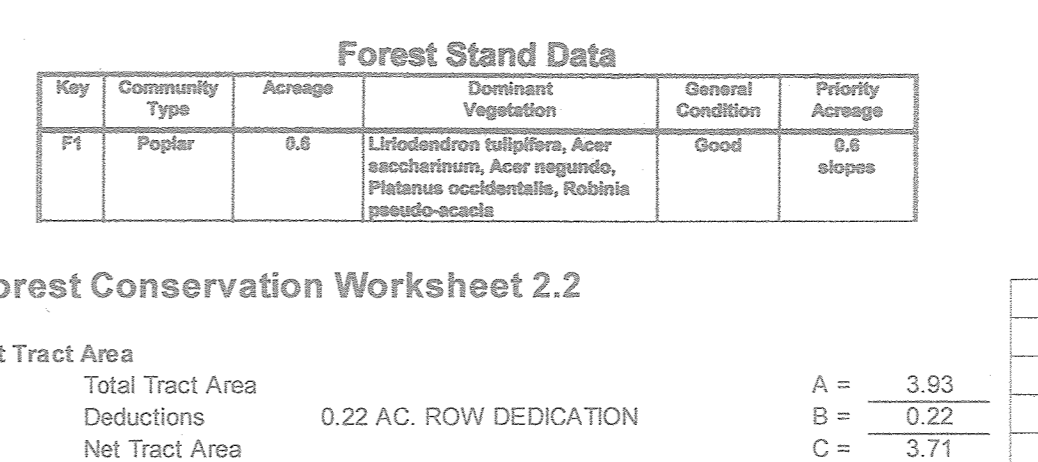 Forest Stand Data
Key Community Type Acreage Dominant Vegetation General Condition Priority Acreage
F1 Poplar 0.6 Liriodendron tulipifera, Acer Good 0.6
saccharinum, Acer negundo, slopes
Platanus occidentalis, Robinia
pseudo-acacia
orest Conservation Worksheet 2.2
t Tract Area
Total Tract Area A = 3.93
Deductions 0.22 AC. ROW DEDICATION B = 0.22
Net Tract Area C = 3.71